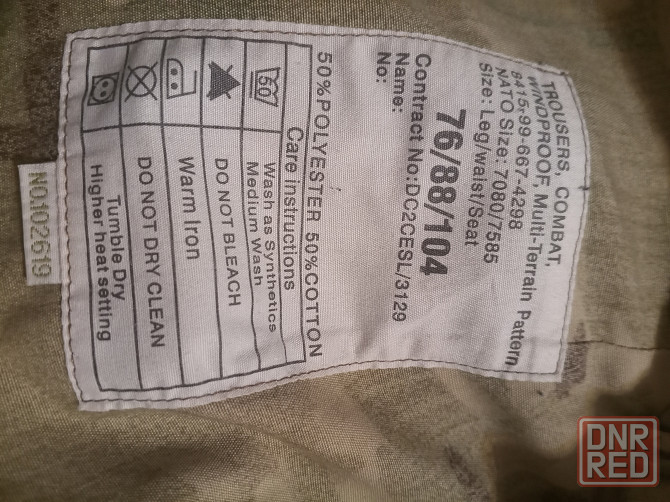 TROUSERS, COMBAT,
WINDPROOF, Multi-Terrain Pattern
8415-99-667-4298
NATO Size: 7080/7585
Size: Leg/waist/Seat
76/88/104
Contract No:DC2CESL/3129
Name:
No:
50%POLYESTER 50%COTTON
Care instructions
50
Wash as Synthetics
Medium Wash
DO NOT BLEACH
Warm Iron
DO NOT DRY CLEAN
Tumble Dry
Higher heat setting
NO.102619
DNR
RED